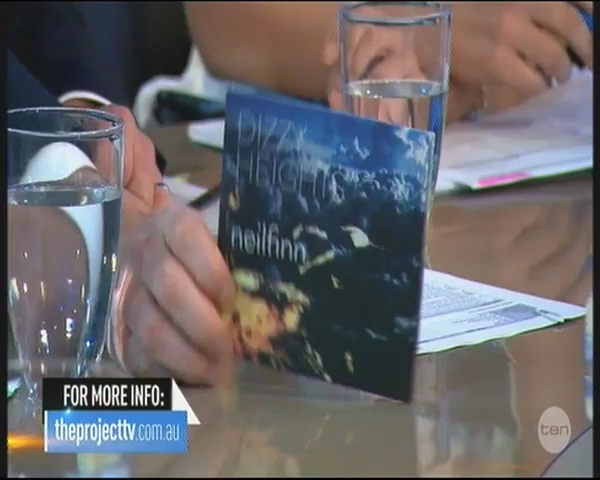 DIZZY
HEIGHTS
neilfinn
FOR MORE INFO:
theprojecttv.com.au
ten